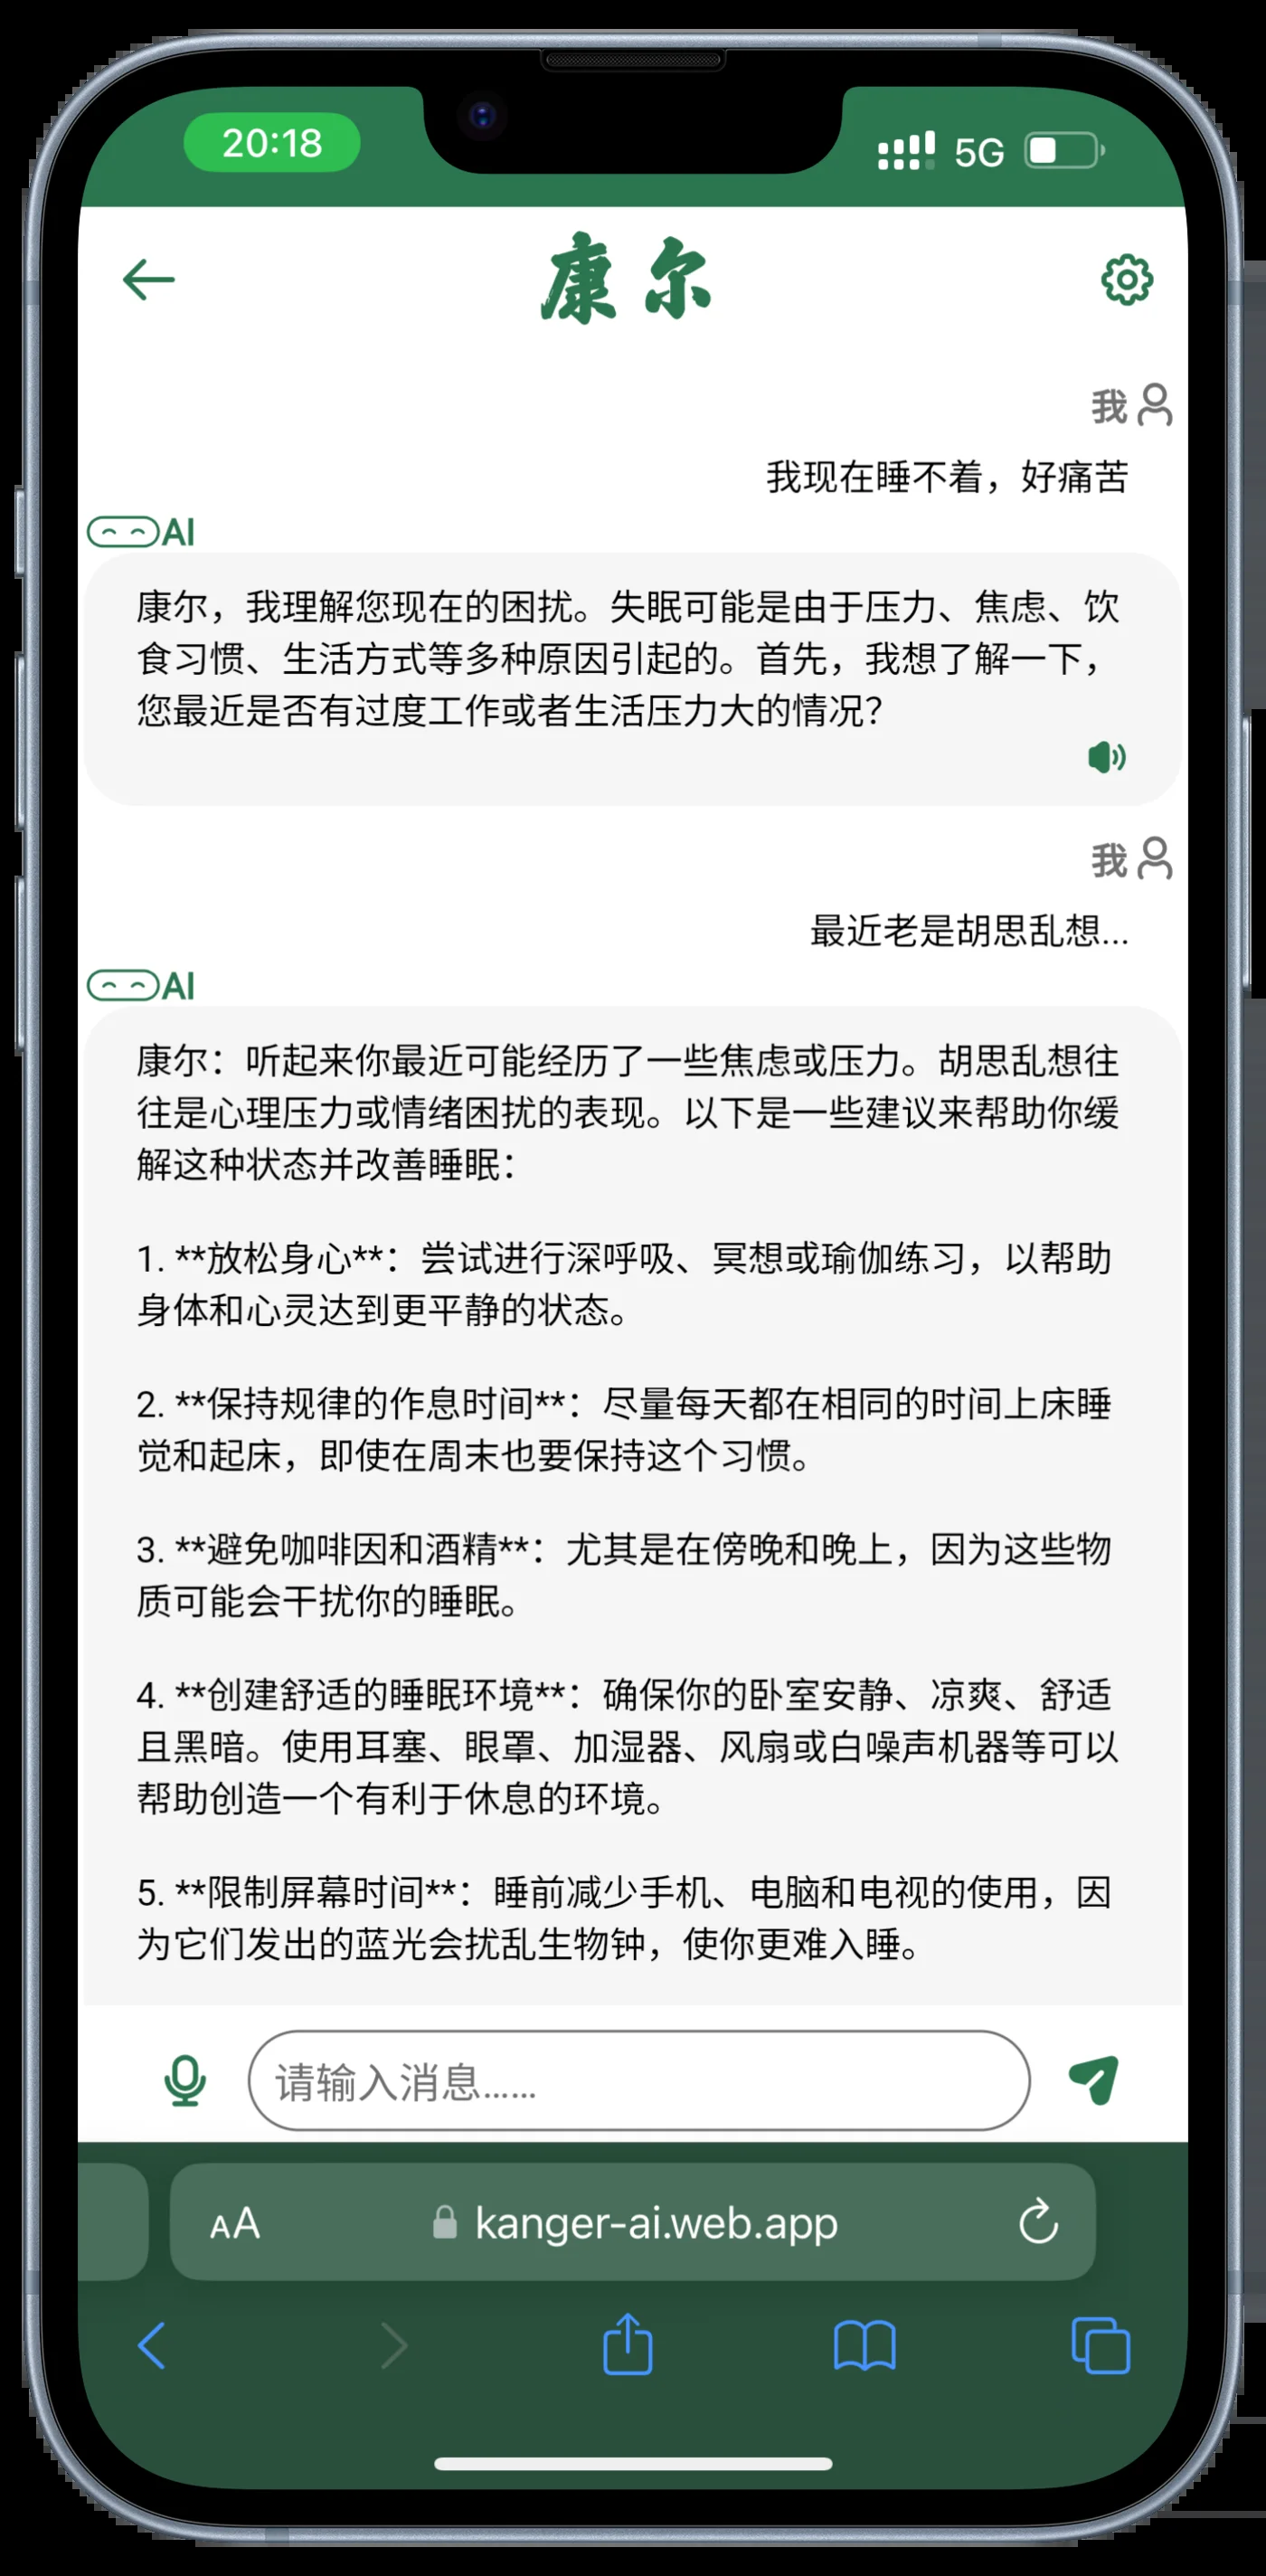 20:18
5G
康尔
我
我现在睡不着，好痛苦
AI
康尔，我理解您现在的困扰。失眠可能是由于压力、焦虑、饮
食习惯、生活方式等多种原因引起的。首先，我想了解一下，
您最近是否有过度工作或者生活压力大的情况？
我
最近老是胡思乱想...
AI
康尔：听起来你最近可能经历了一些焦虑或压力。胡思乱想往
往是心理压力或情绪困扰的表现。以下是一些建议来帮助你缓
解这种状态并改善睡眠：
1. **放松身心**：尝试进行深呼吸、冥想或瑜伽练习，以帮助
身体和心灵达到更平静的状态。
2. **保持规律的作息时间**：尽量每天都在相同的时间上床睡
觉和起床，即使在周末也要保持这个习惯。
3. **避免咖啡因和酒精**：尤其是在傍晚和晚上，因为这些物
质可能会干扰你的睡眠。
4. **创建舒适的睡眠环境**：确保你的卧室安静、凉爽、舒适
且黑暗。使用耳塞、眼罩、加湿器、风扇或白噪声机器等可以
帮助创造一个有利于休息的环境。
5. **限制屏幕时间**：睡前减少手机、电脑和电视的使用，因
为它们发出的蓝光会扰乱生物钟，使你更难入睡。
请输入消息......
AA kanger-ai.web.app